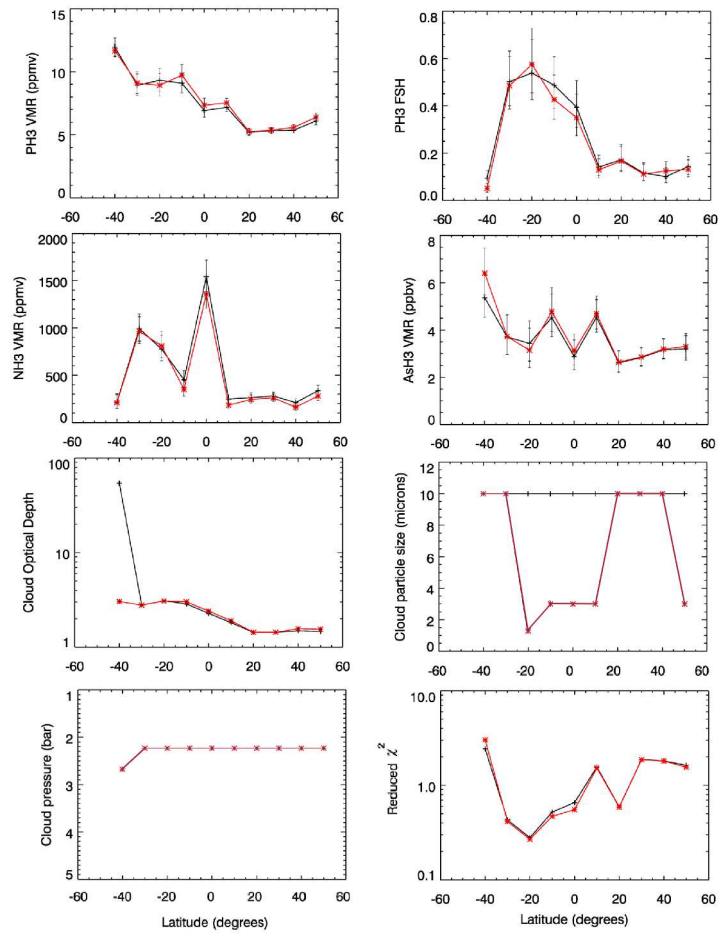 15
10
5
0
PH3 VMR (ppmv)
-60 -40 -20 0 20 40 60
0.8
0.6
0.4
0.2
0.0
PH3 FSH
-60 -40 -20 0 20 40 60
2000
1500
1000
500
0
NH3 VMR (ppmv)
-60 -40 -20 0 20 40 60
8
6
4
2
0
AsH3 VMR (ppbv)
-60 -40 -20 0 20 40 60
100
10
1
Cloud Optical Depth
-60 -40 -20 0 20 40 60
12
10
8
6
4
2
0
Cloud particle size (microns)
-60 -40 -20 0 20 40 60
1
2
3
4
5
Cloud pressure (bar)
-60 -40 -20 0 20 40 60
Latitude (degrees)
10.0
1.0
0.1
Reduced χ²
-60 -40 -20 0 20 40 60
Latitude (degrees)